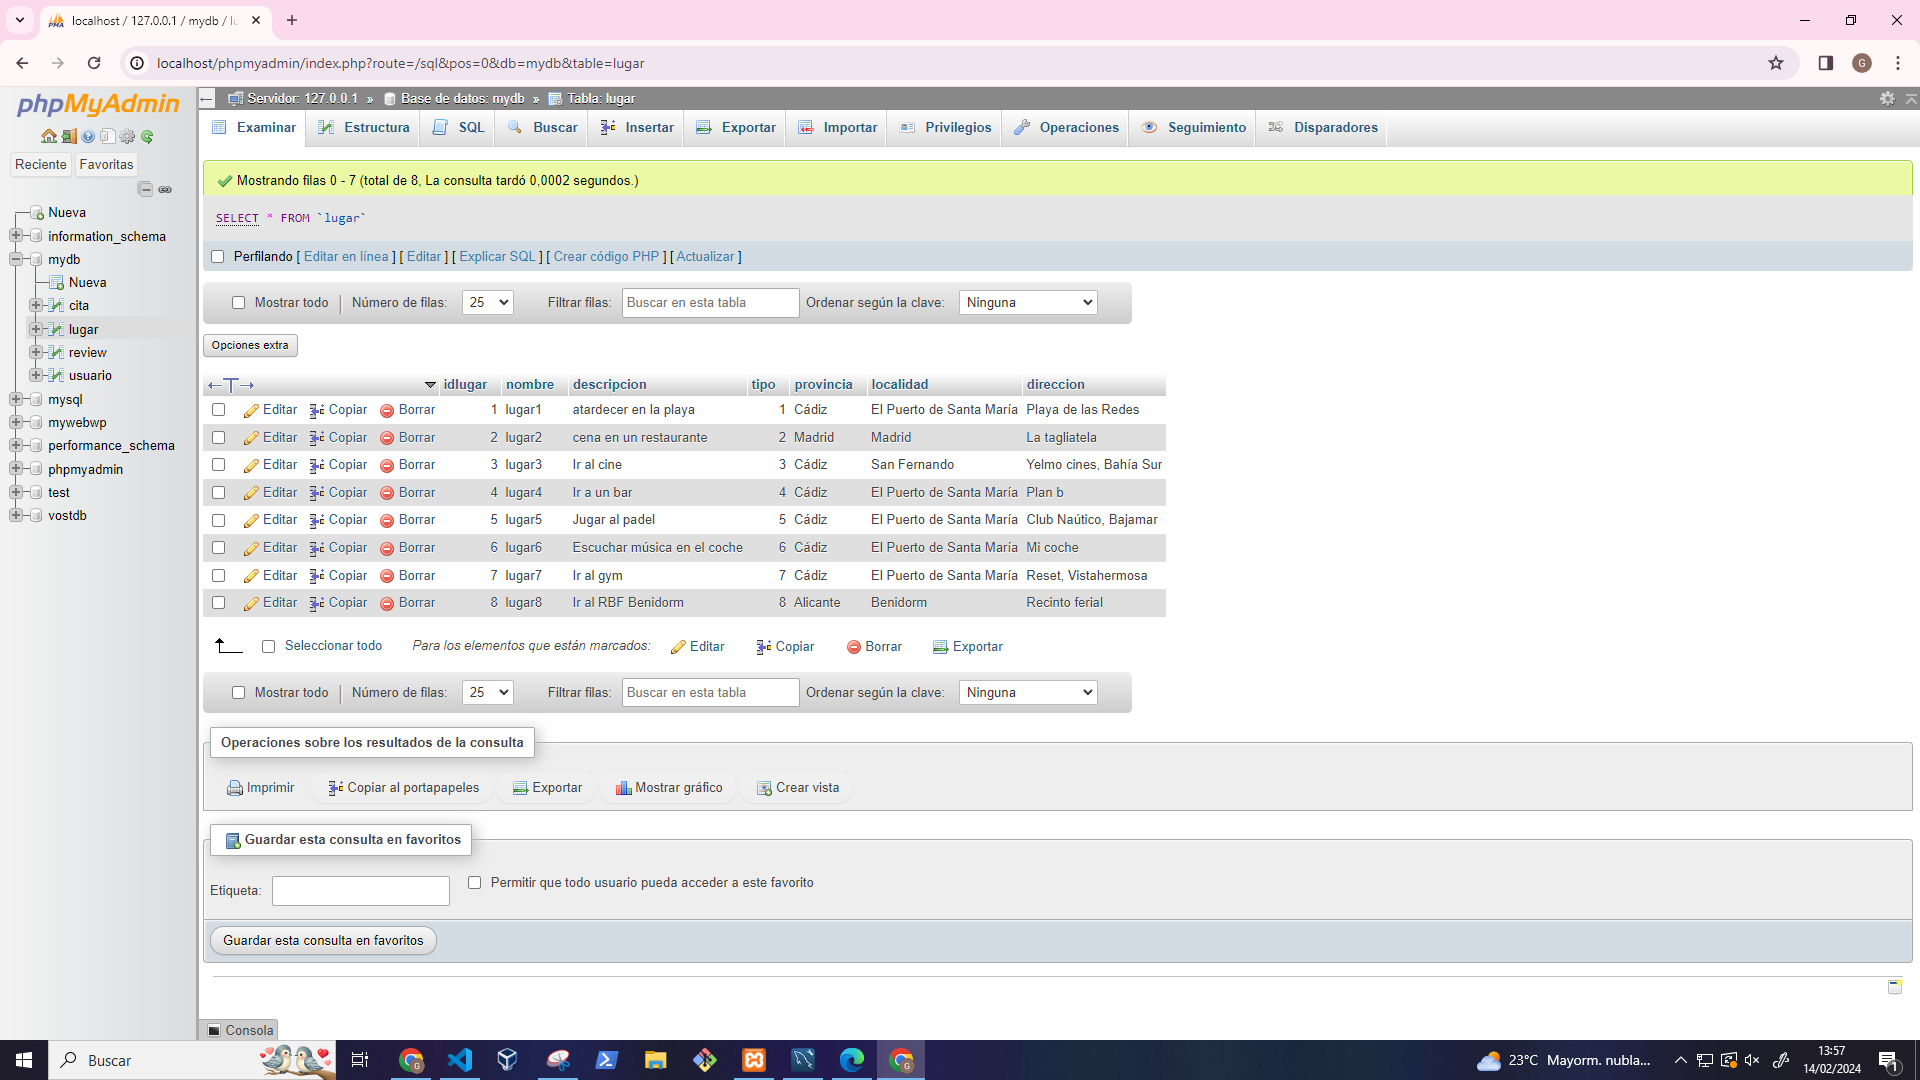 localhost / 127.0.0.1 / mydb / lu
localhost/phpmyadmin/index.php?route=/sql&pos=0&db=mydb&table=lugar
G
phpMyAdmin
Reciente Favoritas
Nueva
information_schema
mydb
Nueva
cita
lugar
review
usuario
mysql
mywebwp
performance_schema
phpmyadmin
test
vostdb
Servidor: 127.0.0.1 » Base de datos: mydb » Tabla: lugar
Examinar Estructura SQL Buscar Insertar Exportar Importar Privilegios Operaciones Seguimiento Disparadores
Mostrando filas 0 - 7 (total de 8, La consulta tardó 0,0002 segundos.)
SELECT * FROM `lugar`
Perfilando [ Editar en línea ] [ Editar ] [ Explicar SQL ] [ Crear código PHP ] [ Actualizar ]
Mostrar todo | Número de filas: 25 Filtrar filas: Buscar en esta tabla Ordenar según la clave: Ninguna
Opciones extra
←T→ idlugar nombre descripcion tipo provincia localidad direccion
Editar Copiar Borrar 1 lugar1 atardecer en la playa 1 Cádiz El Puerto de Santa María Playa de las Redes
Editar Copiar Borrar 2 lugar2 cena en un restaurante 2 Madrid Madrid La tagliatela
Editar Copiar Borrar 3 lugar3 Ir al cine 3 Cádiz San Fernando Yelmo cines, Bahía Sur
Editar Copiar Borrar 4 lugar4 Ir a un bar 4 Cádiz El Puerto de Santa María Plan b
Editar Copiar Borrar 5 lugar5 Jugar al padel 5 Cádiz El Puerto de Santa María Club Naútico, Bajamar
Editar Copiar Borrar 6 lugar6 Escuchar música en el coche 6 Cádiz El Puerto de Santa María Mi coche
Editar Copiar Borrar 7 lugar7 Ir al gym 7 Cádiz El Puerto de Santa María Reset, Vistahermosa
Editar Copiar Borrar 8 lugar8 Ir al RBF Benidorm 8 Alicante Benidorm Recinto ferial
Seleccionar todo Para los elementos que están marcados: Editar Copiar Borrar Exportar
Mostrar todo | Número de filas: 25 Filtrar filas: Buscar en esta tabla Ordenar según la clave: Ninguna
Operaciones sobre los resultados de la consulta
Imprimir Copiar al portapapeles Exportar Mostrar gráfico Crear vista
Guardar esta consulta en favoritos
Etiqueta: Permitir que todo usuario pueda acceder a este favorito
Guardar esta consulta en favoritos
Consola
Buscar
23°C Mayorm. nubla...
13:57
14/02/2024
1